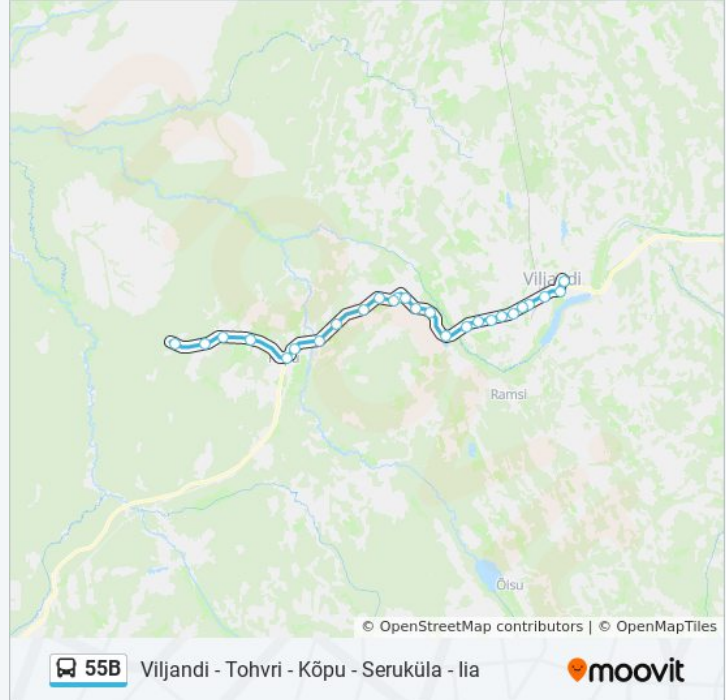 Viljandi
Ramsi
Õisu
© OpenStreetMap contributors | © OpenMapTiles
55B Viljandi - Tohvri - Kõpu - Seruküla - Iia
moovit